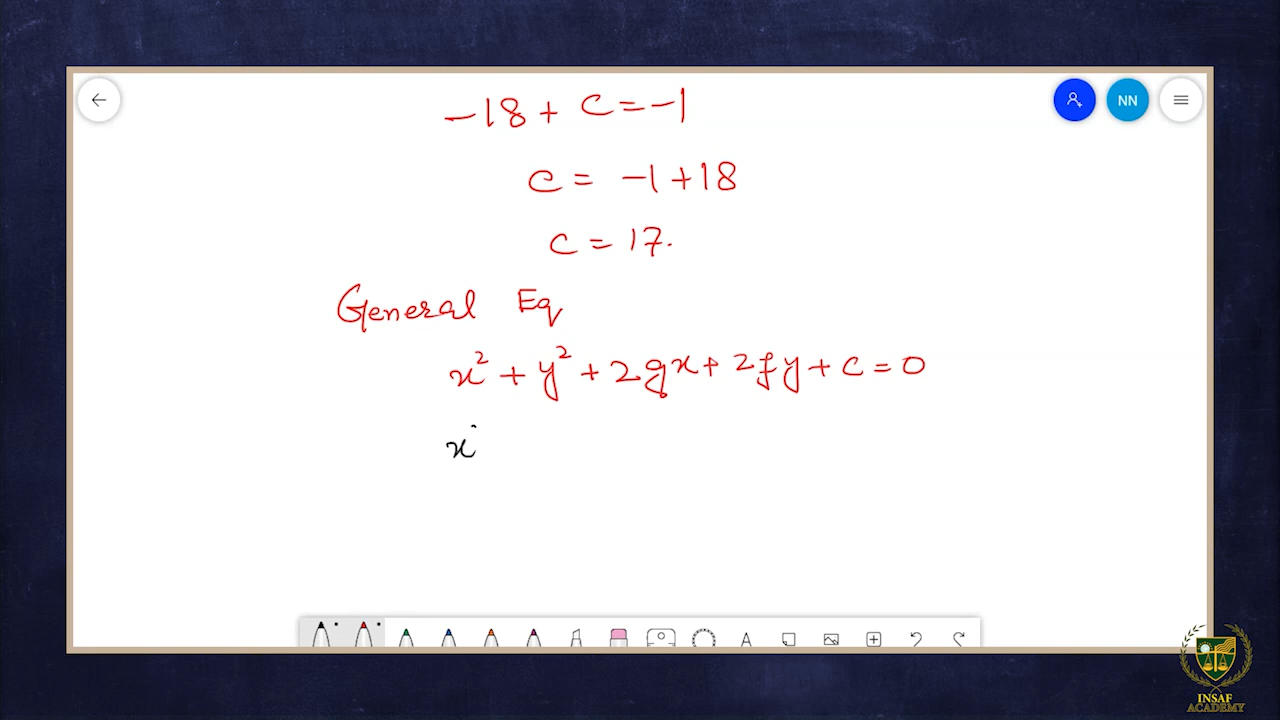 -18 + c = -1
NN
c = -1 + 18
c = 17.
General Eq
x² + y² + 2gx + 2fy + c = 0
x
A
INSAF
ACADEMY